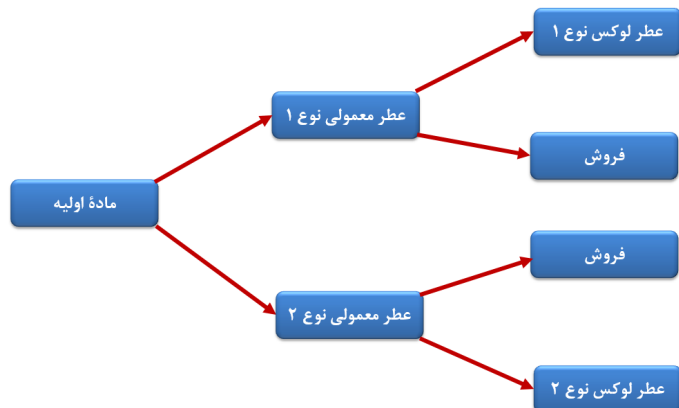 عطر لوکس نوع ۱
عطر معمولی نوع ۱
فروش
مادهٔ اولیه
فروش
عطر معمولی نوع ۲
عطر لوکس نوع ۲